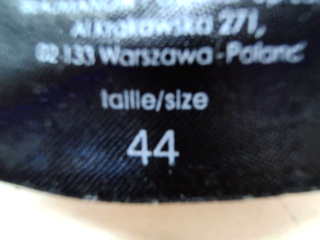 Al.Krakowska 271,
02-133 Warszawa-Poland
taille/size
44